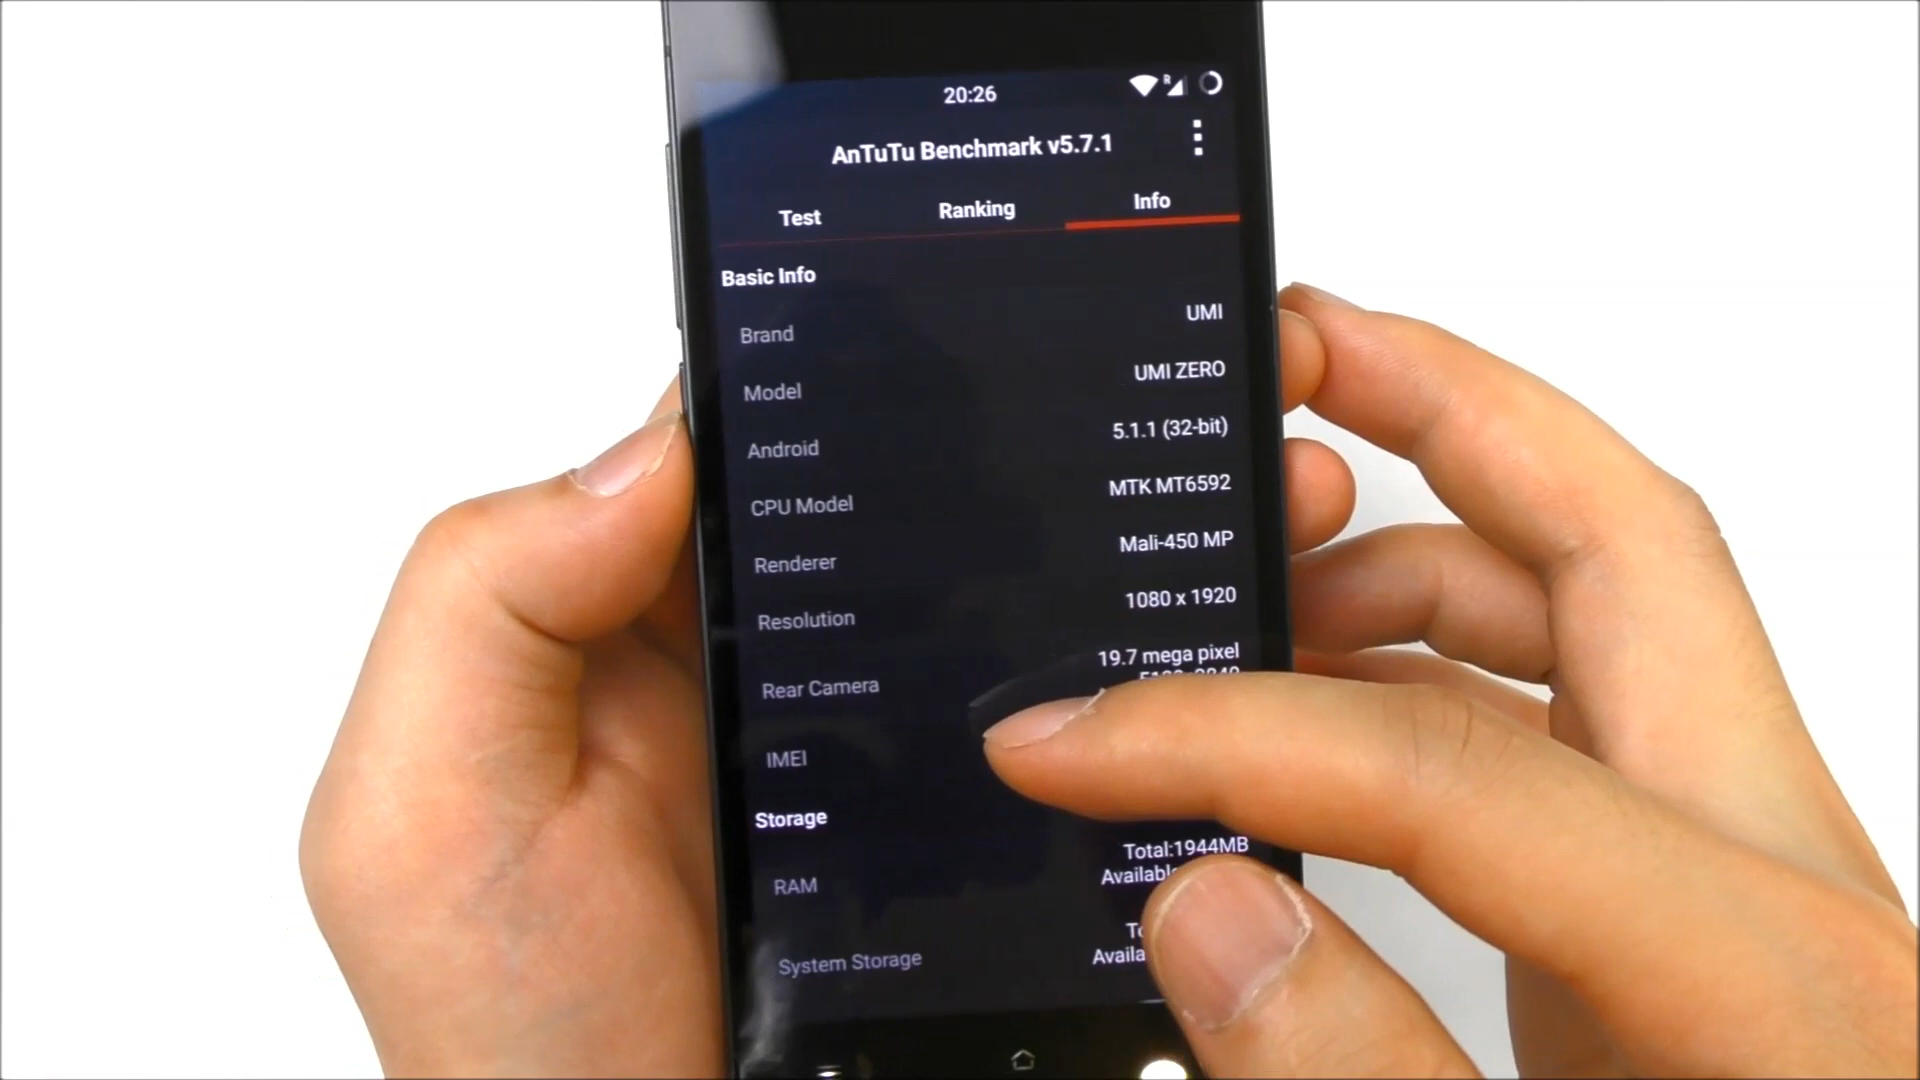 20:26
R
AnTuTu Benchmark v5.7.1
Test Ranking Info
Basic Info
Brand UMI
Model UMI ZERO
Android 5.1.1 (32-bit)
CPU Model MTK MT6592
Renderer Mali-450 MP
Resolution 1080 x 1920
Rear Camera 19.7 mega pixel
IMEI
Storage
RAM Total:1944MB
System Storage